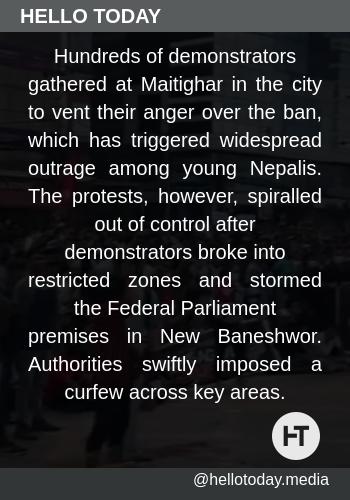 HELLO TODAY
Hundreds of demonstrators
gathered at Maitighar in the city
to vent their anger over the ban,
which has triggered widespread
outrage among young Nepalis.
The protests, however, spiralled
out of control after
demonstrators broke into
restricted zones and stormed
the Federal Parliament
premises in New Baneshwor.
Authorities swiftly imposed a
curfew across key areas.
HT
@hellotoday.media